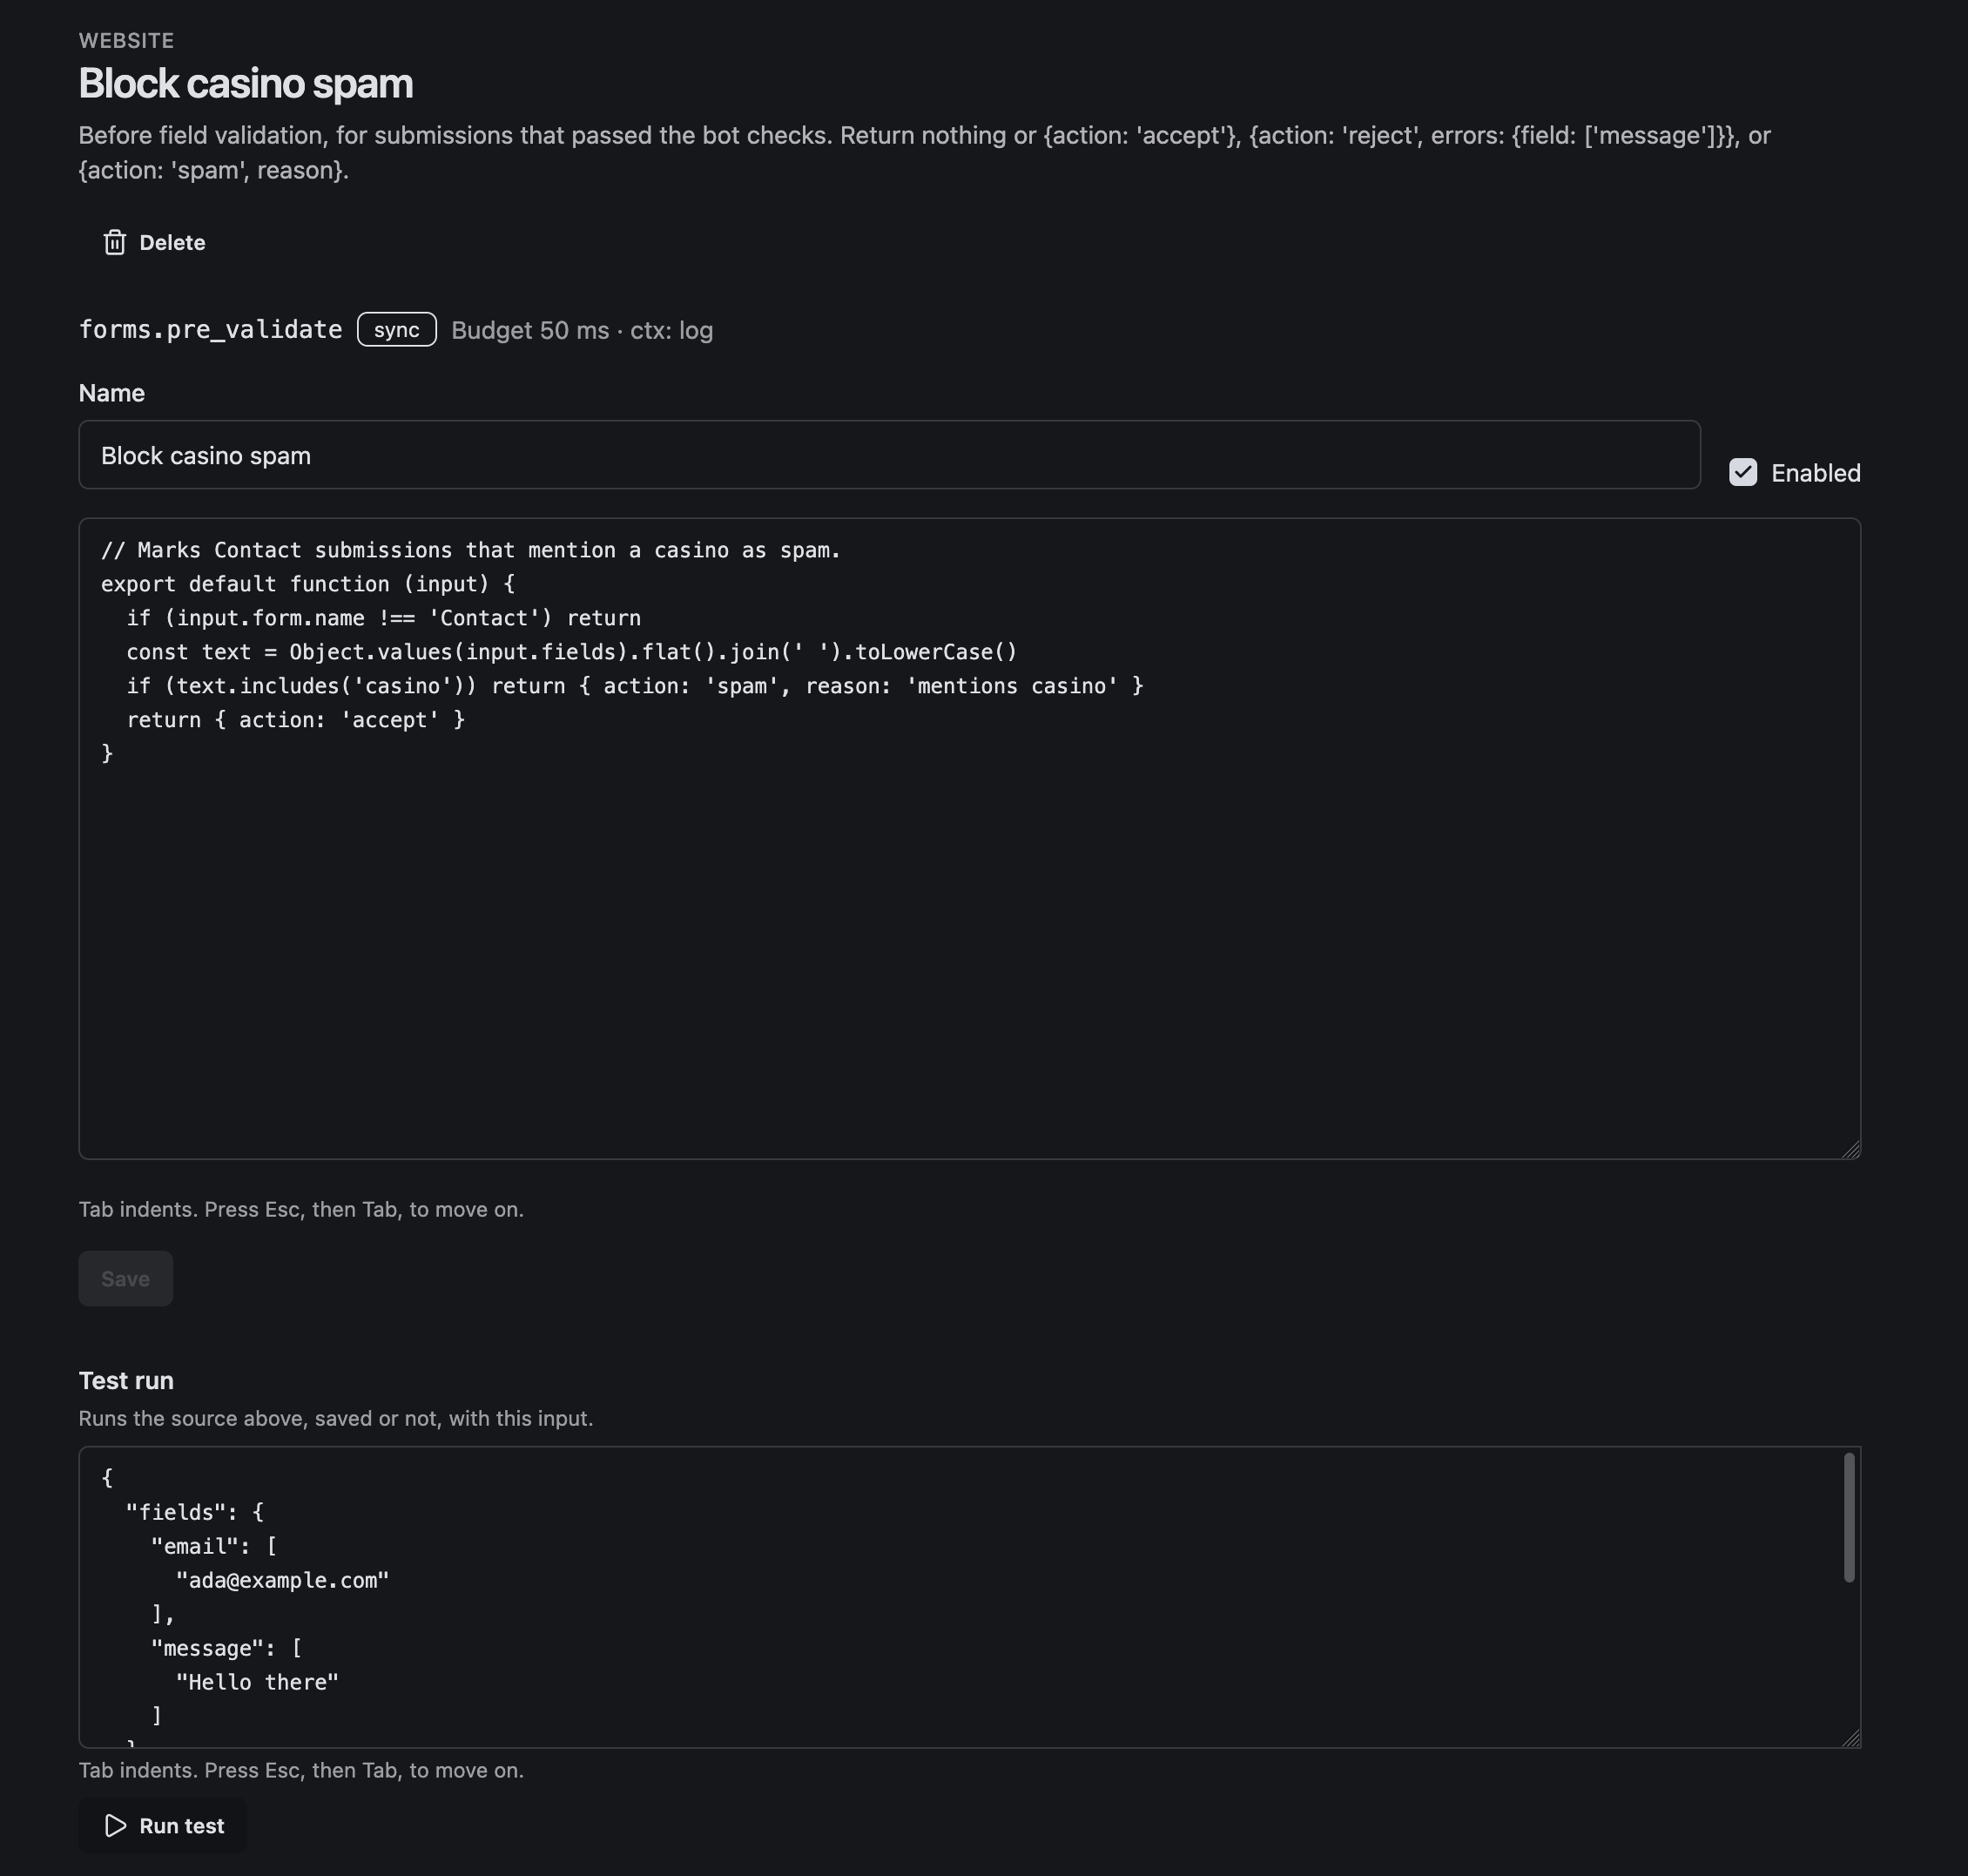 WEBSITE
Block casino spam
Before field validation, for submissions that passed the bot checks. Return nothing or {action: 'accept'}, {action: 'reject', errors: {field: ['message']}}, or
{action: 'spam', reason}.
Delete
forms.pre_validate sync Budget 50 ms · ctx: log
Name
Block casino spam
Enabled
// Marks Contact submissions that mention a casino as spam.
export default function (input) {
  if (input.form.name !== 'Contact') return
  const text = Object.values(input.fields).flat().join(' ').toLowerCase()
  if (text.includes('casino')) return { action: 'spam', reason: 'mentions casino' }
  return { action: 'accept' }
}
Tab indents. Press Esc, then Tab, to move on.
Save
Test run
Runs the source above, saved or not, with this input.
{
  "fields": {
    "email": [
      "ada@example.com"
    ],
    "message": [
      "Hello there"
    ]
  }
Tab indents. Press Esc, then Tab, to move on.
Run test